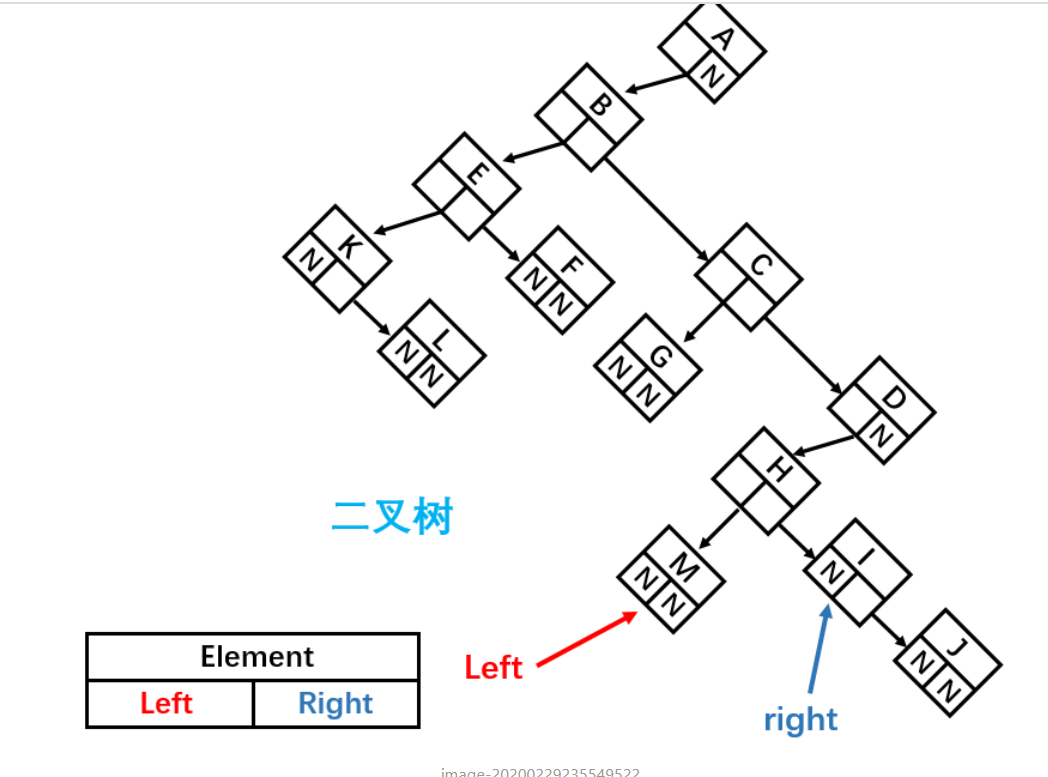 A
N
B
E
K
N
F
N N
C
L
N N
G
N N
D
N
H
二叉树
I
N
M
N N
J
N N
Element
Left Right
Left
right
image-20200229235549522